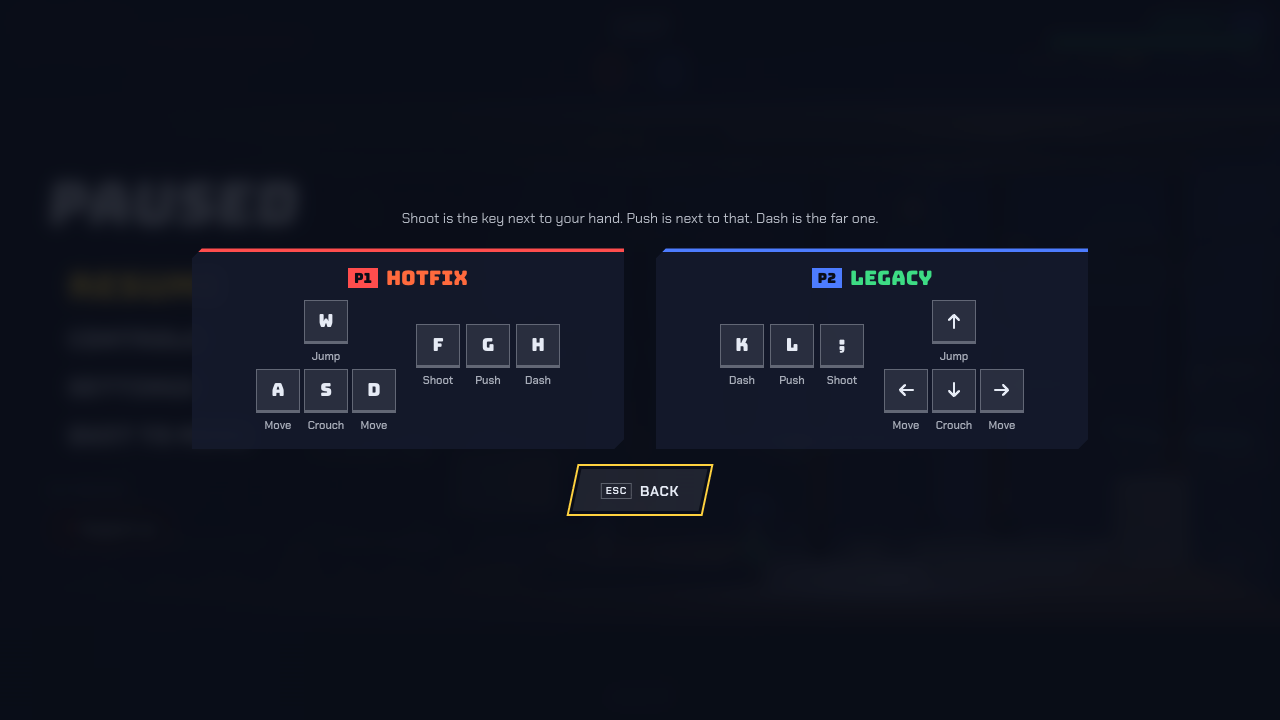 PAUSED
Shoot is the key next to your hand. Push is next to that. Dash is the far one.
P1 HOTFIX
W
Jump
A S D
Move Crouch Move
F G H
Shoot Push Dash
P2 LEGACY
K L ;
Dash Push Shoot
↑
Jump
← ↓ →
Move Crouch Move
ESC BACK